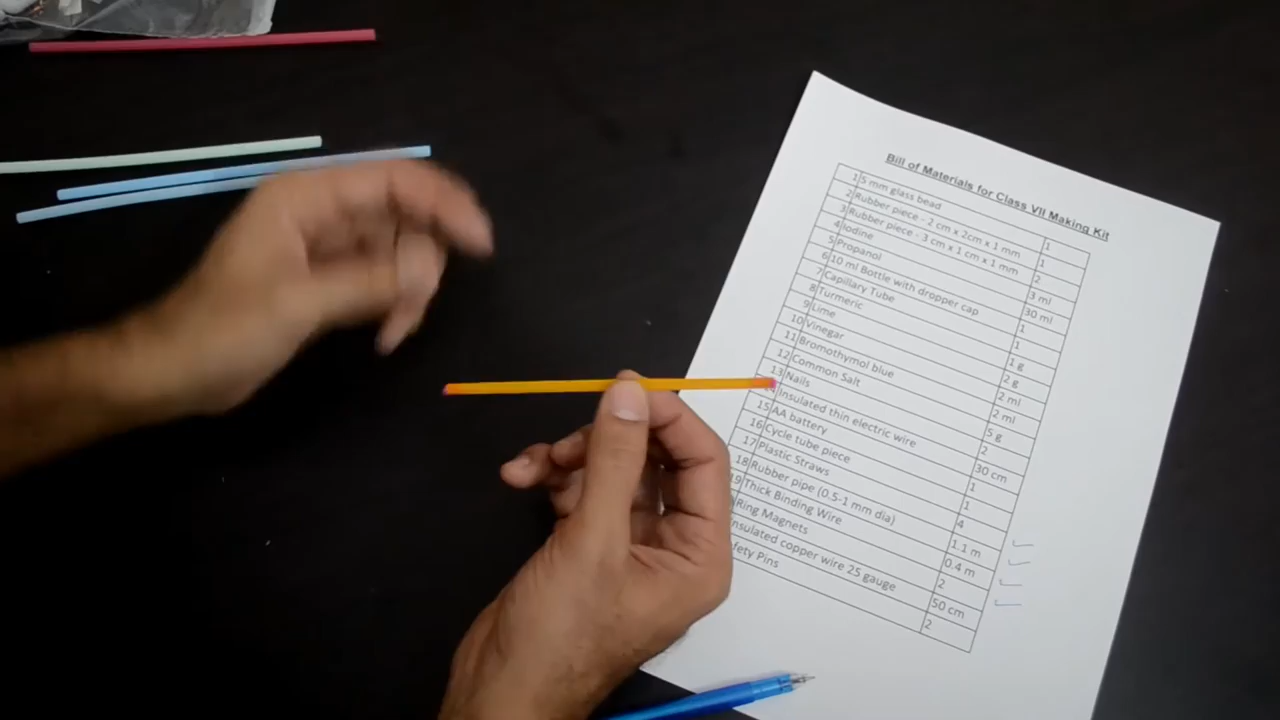 Bill of Materials for Class VII Making Kit
1 5 mm glass bead 1
2 Rubber piece - 2 cm x 2cm x 1 mm 1
3 Rubber piece - 3 cm x 1 cm x 1 mm 2
4 Iodine 3 ml
5 Propanol 30 ml
6 10 ml Bottle with dropper cap 1
7 Capillary Tube 1
8 Turmeric 1 g
9 Lime 2 g
10 Vinegar 2 ml
11 Bromothymol blue 2 ml
12 Common Salt 5 g
13 Nails 2
14 Insulated thin electric wire 30 cm
15 AA battery 1
16 Cycle tube piece 1
17 Plastic Straws 4
18 Rubber pipe (0.5-1 mm dia) 1.1 m
19 Thick Binding Wire 0.4 m
Ring Magnets 2
Insulated copper wire 25 gauge 50 cm
Pins 2